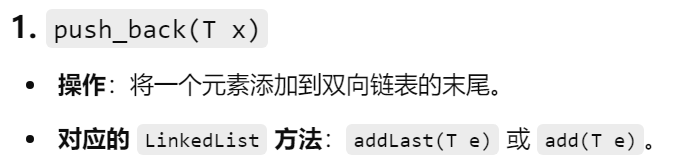 1. push_back(T x)
• 操作：将一个元素添加到双向链表的末尾。
• 对应的 LinkedList 方法：addLast(T e) 或 add(T e)。